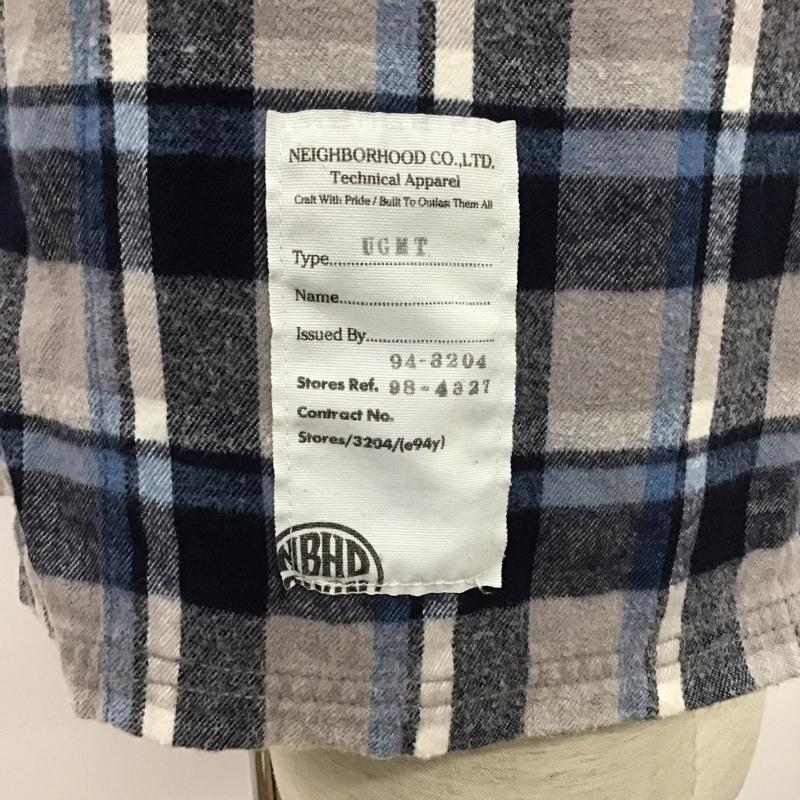 NEIGHBORHOOD CO.,LTD.
Technical Apparel
Craft With Pride / Built To Outlast Them All
Type UGMT
Name
Issued By
94-3204
Stores Ref. 98-4327
Contract No.
Stores/3204/(e94y)
NBHD